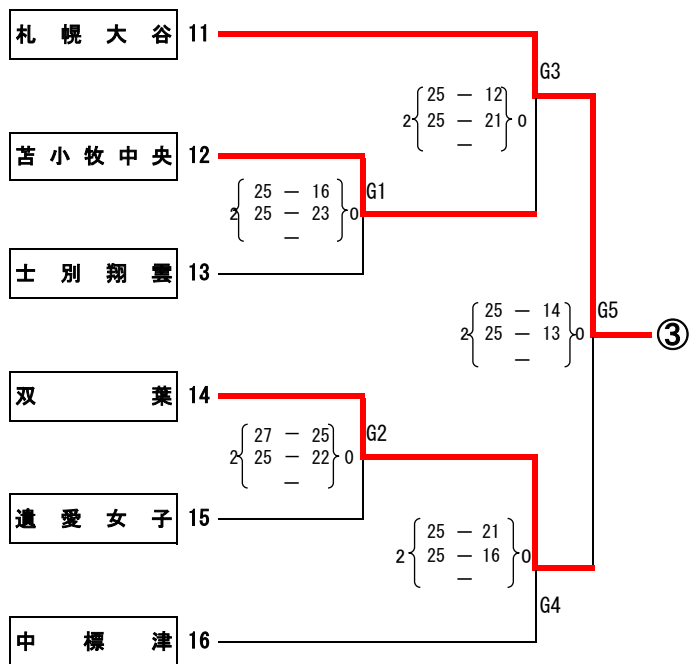 札幌大谷 11
G3
25 － 12
2 25 － 21 0
－
苫小牧中央 12
G1
25 － 16
2 25 － 23 0
－
士別翔雲 13
G5
25 － 14
2 25 － 13 0
－
③
双葉 14
G2
27 － 25
2 25 － 22 0
－
遺愛女子 15
25 － 21
2 25 － 16 0
－
G4
中標津 16